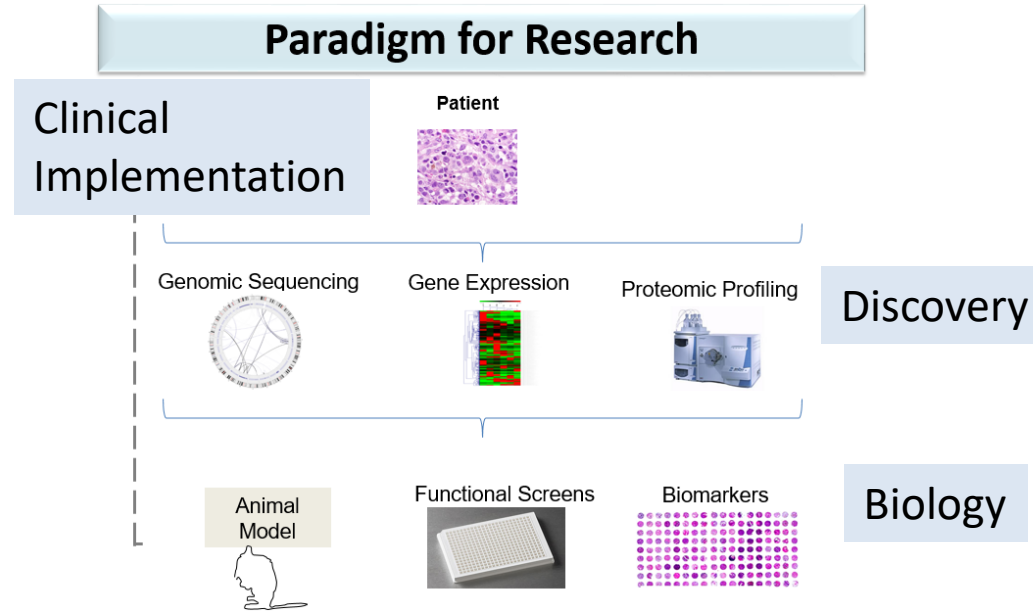 Paradigm for Research
Clinical
Implementation
Patient
Genomic Sequencing
Gene Expression
Proteomic Profiling
Discovery
Animal
Model
Functional Screens
Biomarkers
Biology